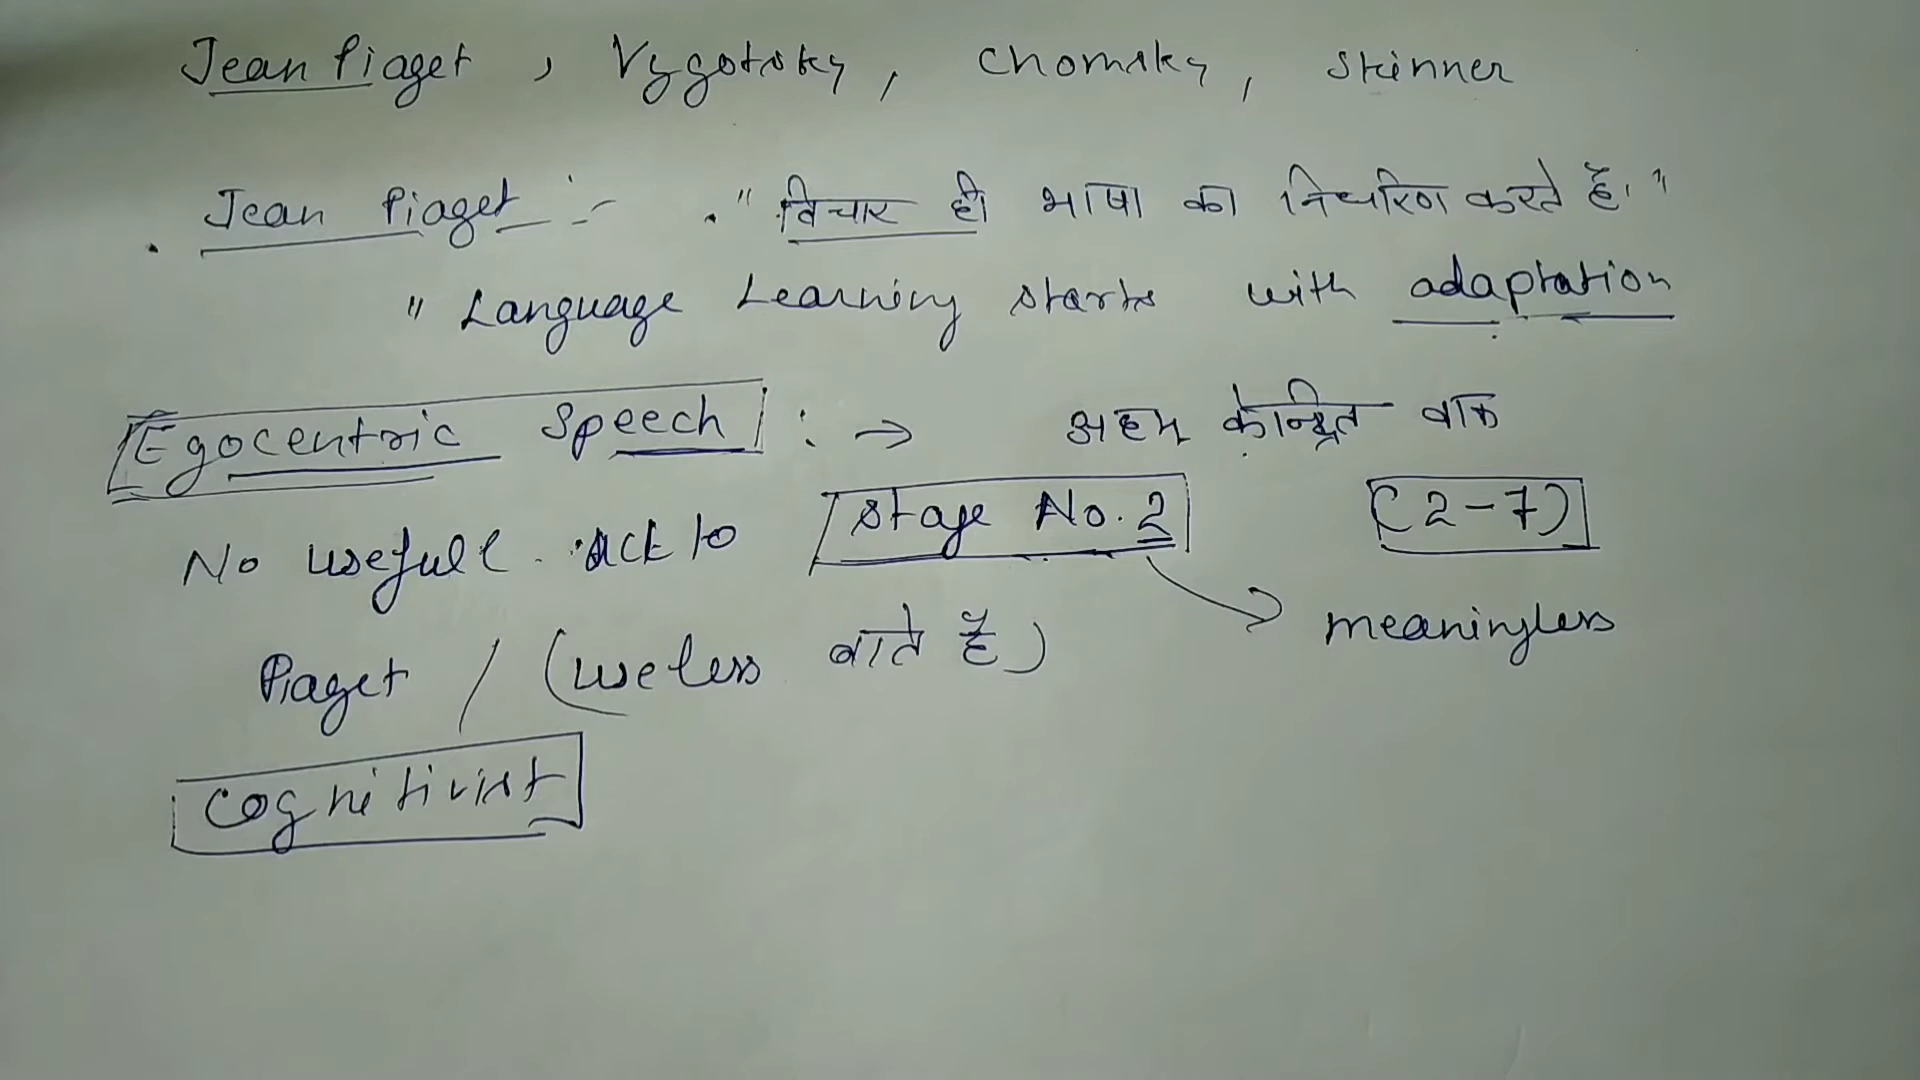 Jean Piaget , Vygotsky , Chomsky , Skinner
. Jean Piaget :- . " विचार ही भाषा का निर्धारण करते हैं। "
" Language Learning starts with adaptation
Egocentric Speech : → अहम केन्द्रित वाक
Stage No. 2 (2-7)
No usefull . Ack to
Piaget / (useless बाते हैं) → meaningless
Cognitivist